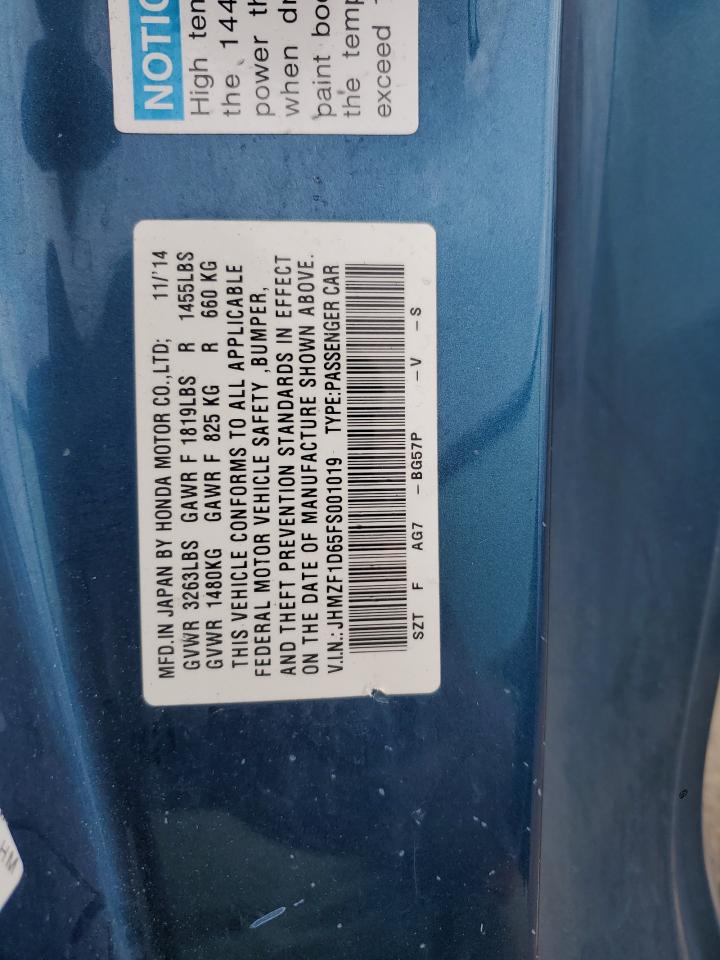 NOTIC
High ten
the 144
power th
when dr
paint boo
the temp
exceed
MFD.IN JAPAN BY HONDA MOTOR CO.,LTD; 11/'14
GVWR 3263LBS GAWR F 1819LBS R 1455LBS
GVWR 1480KG GAWR F 825 KG R 660 KG
THIS VEHICLE CONFORMS TO ALL APPLICABLE
FEDERAL MOTOR VEHICLE SAFETY ,BUMPER,
AND THEFT PREVENTION STANDARDS IN EFFECT
ON THE DATE OF MANUFACTURE SHOWN ABOVE.
V.I.N.: JHMZF1D65FS001019 TYPE:PASSENGER CAR
SZT F AG7 - BG57P - V - S
HM